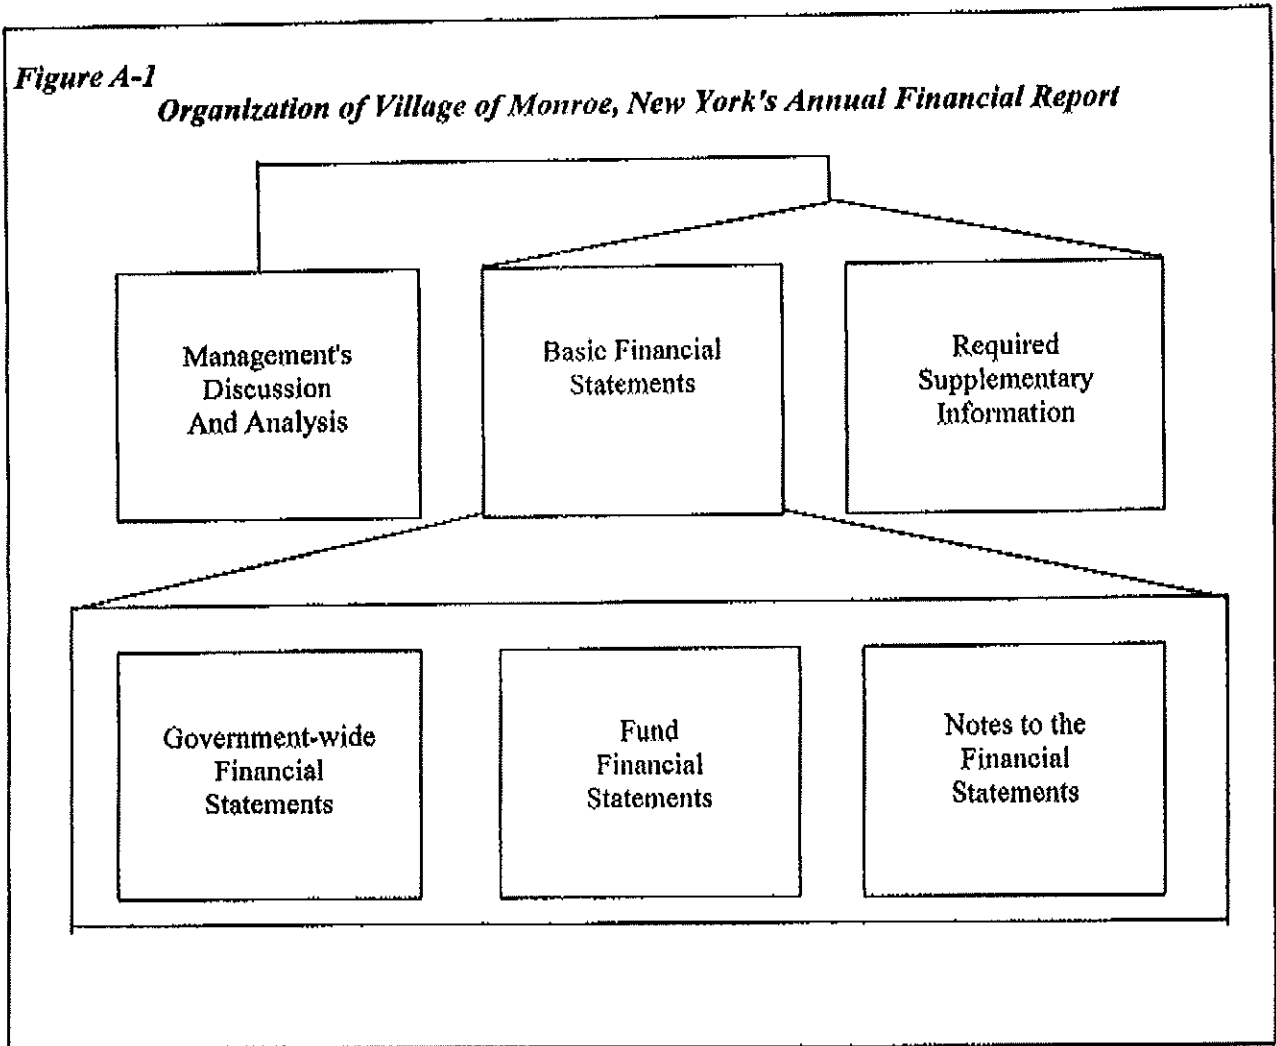 Figure A-1
Organization of Village of Monroe, New York's Annual Financial Report
Management's
Discussion
And Analysis
Basic Financial
Statements
Required
Supplementary
Information
Government-wide
Financial
Statements
Fund
Financial
Statements
Notes to the
Financial
Statements